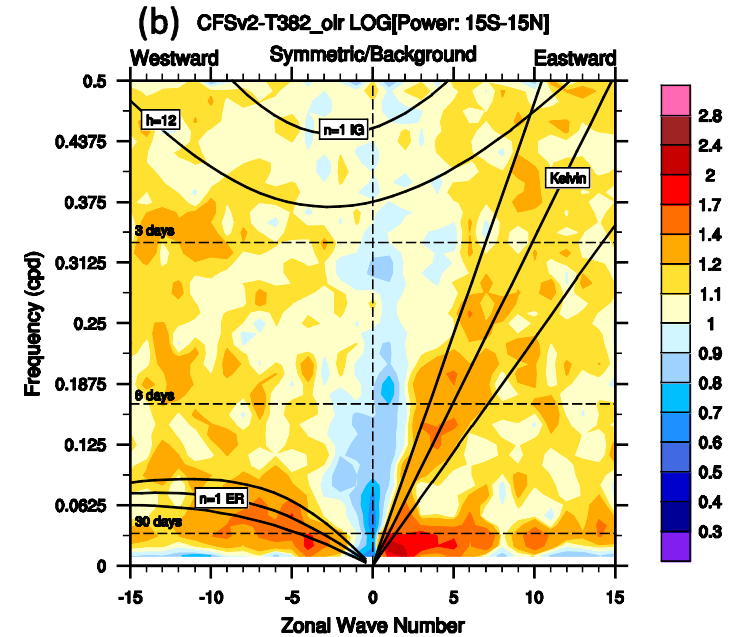 (b) CFSv2-T382_olr LOG[Power: 15S-15N]
Westward Symmetric/Background Eastward
0.5
0.4375
0.375
0.3125
0.25
0.1875
0.125
0.0625
0
Frequency (cpd)
h=12
n=1 IG
Kelvin
3 days
6 days
n=1 ER
30 days
-15 -10 -5 0 5 10 15
Zonal Wave Number
2.8
2.4
2
1.7
1.4
1.2
1.1
1
0.9
0.8
0.7
0.6
0.5
0.4
0.3